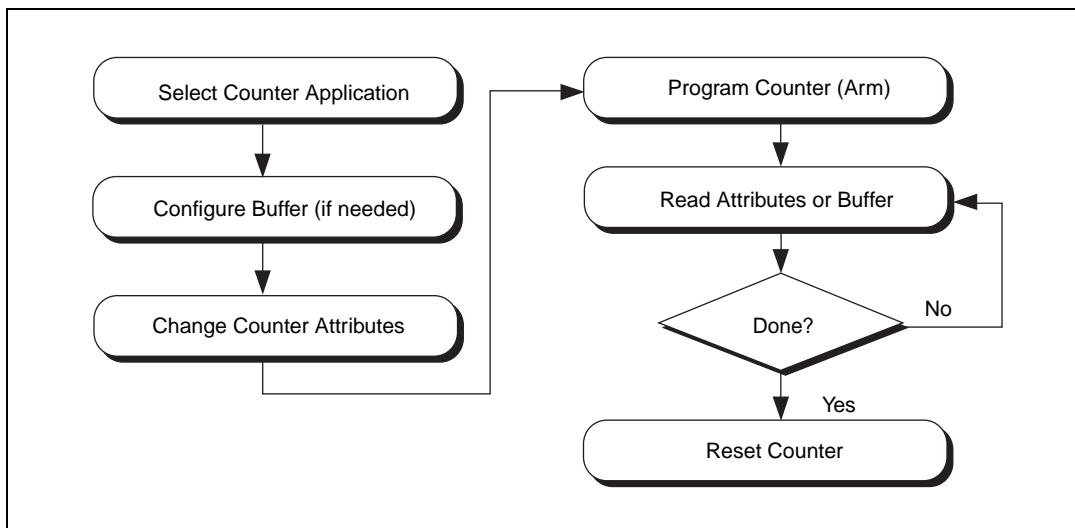 Select Counter Application
Configure Buffer (if needed)
Change Counter Attributes
Program Counter (Arm)
Read Attributes or Buffer
Done?
No
Yes
Reset Counter